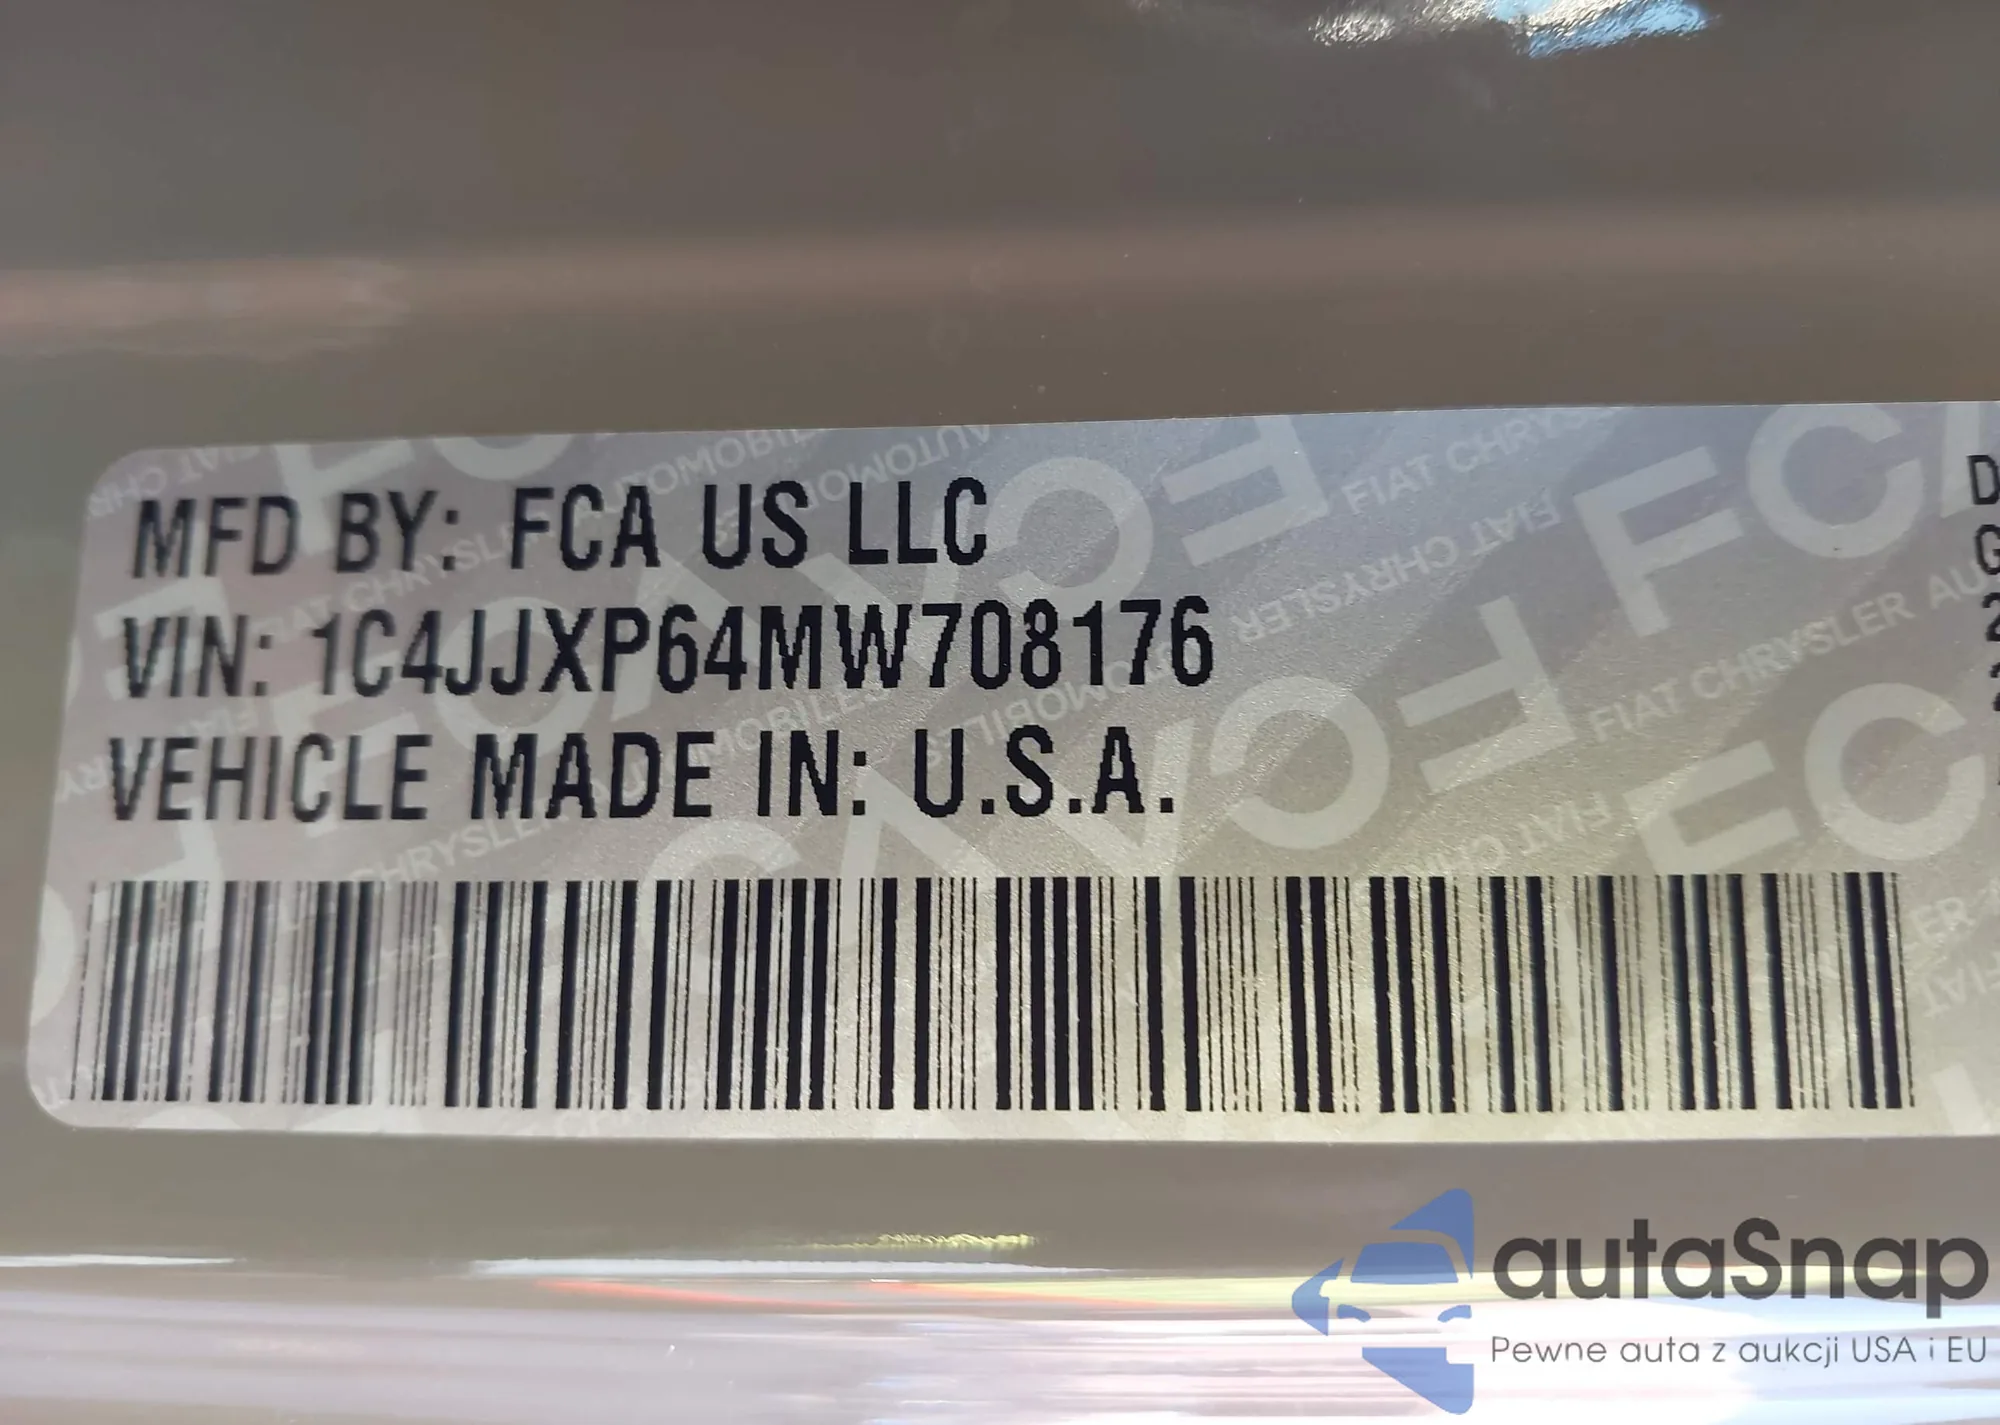 MFD BY: FCA US LLC
VIN: 1C4JJXP64MW708176
VEHICLE MADE IN: U.S.A.
autaSnap
Pewne auta z aukcji USA i EU